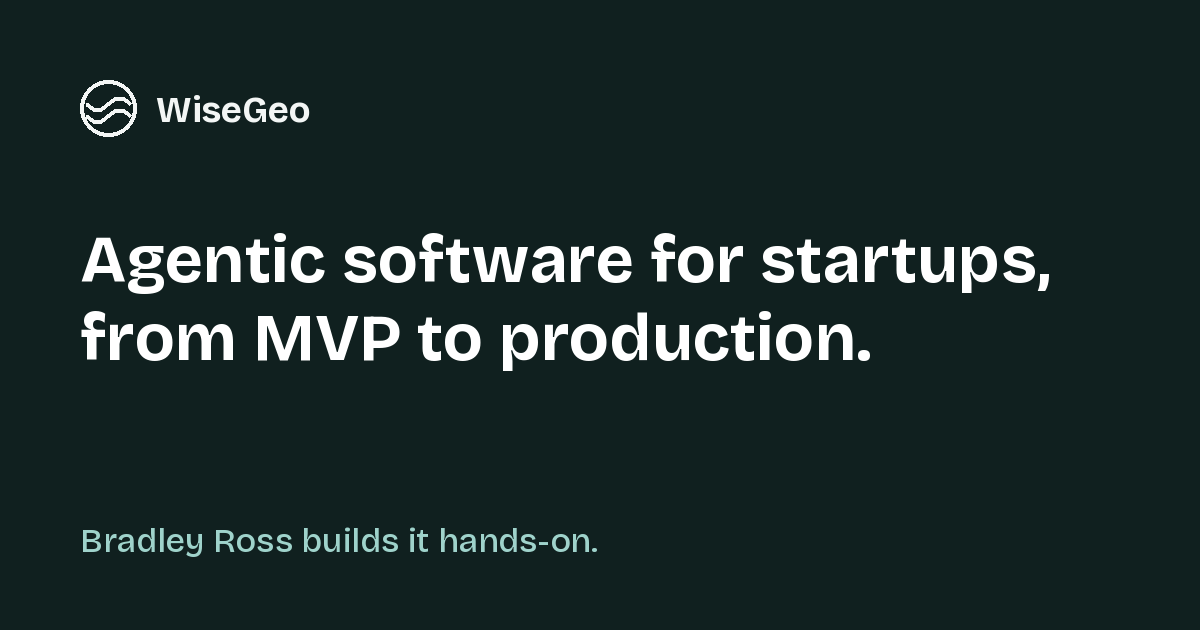 WiseGeo
Agentic software for startups,
from MVP to production.
Bradley Ross builds it hands-on.